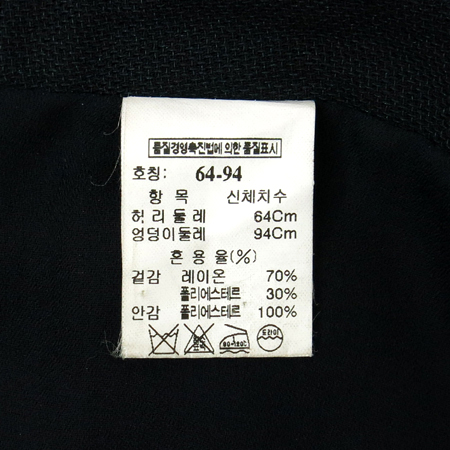 품질경영촉진법에 의한 품질표시
호칭: 64-94
항 목 신체치수
허리둘레 64Cm
엉덩이둘레 94Cm
혼 용 율(%)
겉감 레이온 70%
폴리에스테르 30%
안감 폴리에스테르 100%
드라이